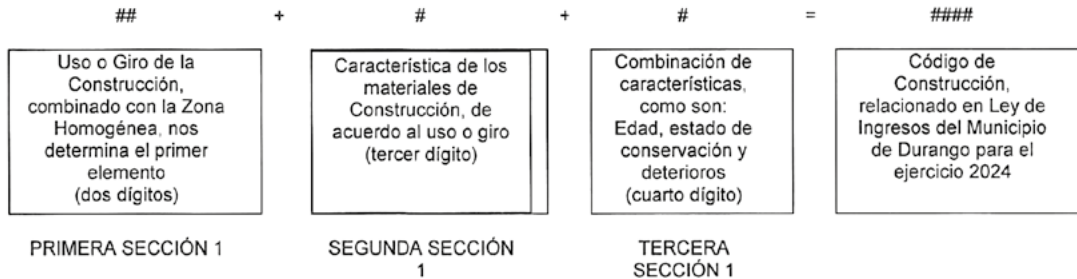 ## + # + # = ####
Uso o Giro de la
Construcción,
combinado con la Zona
Homogénea, nos
determina el primer
elemento
(dos dígitos)
Característica de los
materiales de
Construcción, de
acuerdo al uso o giro
(tercer dígito)
Combinación de
características,
como son:
Edad, estado de
conservación y
deterioros
(cuarto dígito)
Código de
Construcción,
relacionado en Ley de
Ingresos del Municipio
de Durango para el
ejercicio 2024
PRIMERA SECCIÓN 1
SEGUNDA SECCIÓN
1
TERCERA
SECCIÓN 1